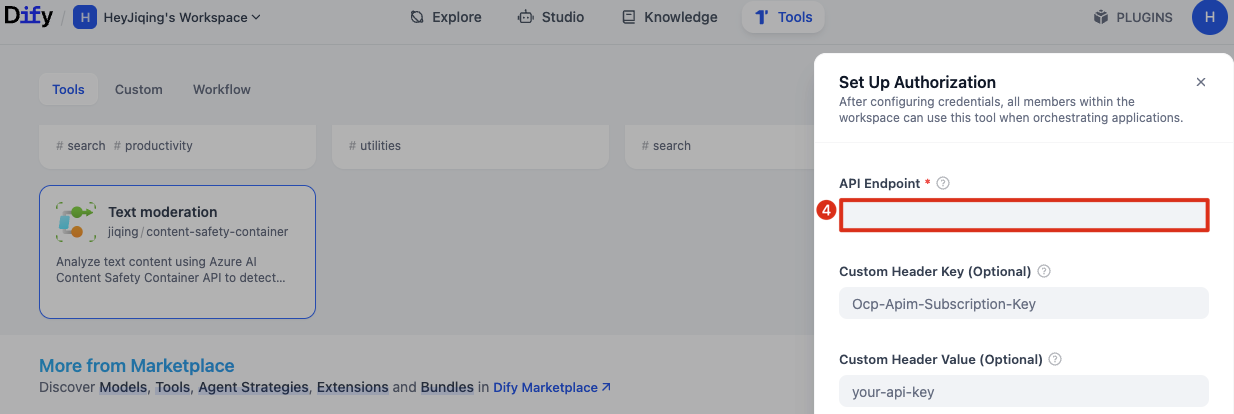 Dify / H HeyJiqing's Workspace Explore Studio Knowledge Tools PLUGINS H
Tools Custom Workflow
# search # productivity
# utilities
# search
Text moderation
jiqing / content-safety-container
Analyze text content using Azure AI
Content Safety Container API to detect...
More from Marketplace
Discover Models, Tools, Agent Strategies, Extensions and Bundles in Dify Marketplace
Set Up Authorization
After configuring credentials, all members within the
workspace can use this tool when orchestrating applications.
API Endpoint *
4
Custom Header Key (Optional)
Ocp-Apim-Subscription-Key
Custom Header Value (Optional)
your-api-key